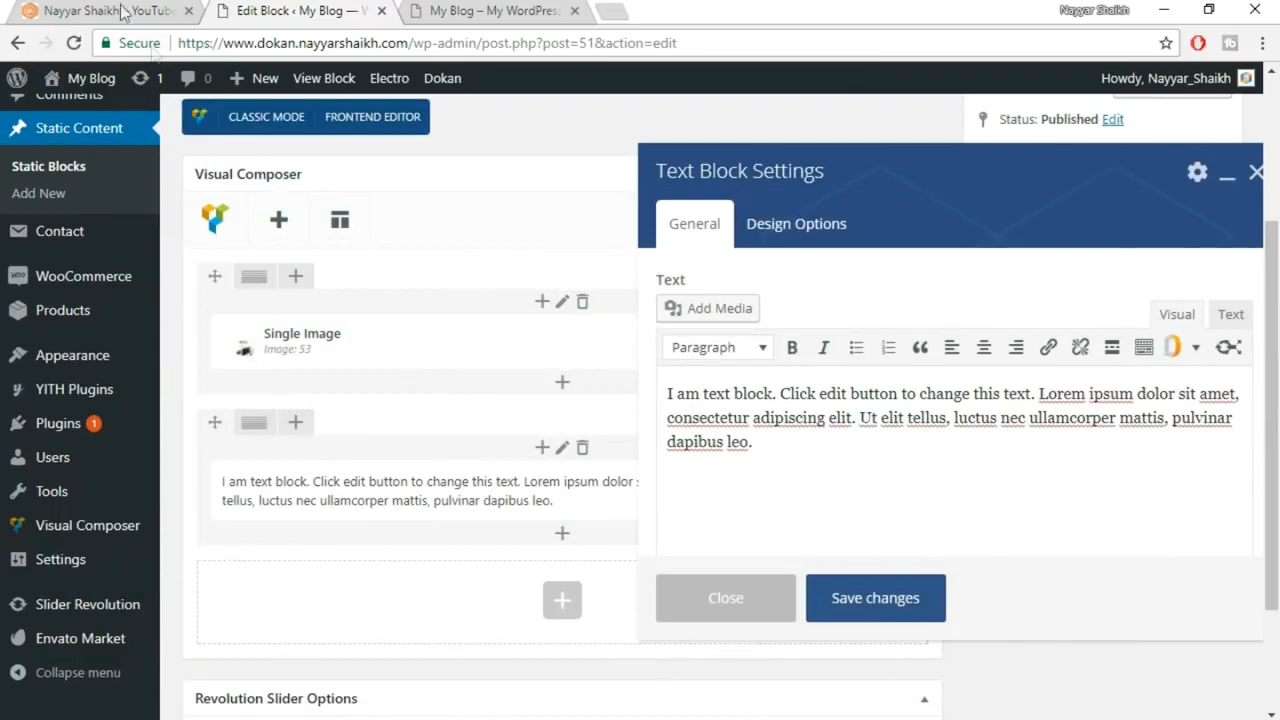 Nayyar Shaikh - YouTube
Edit Block ‹ My Blog —
My Blog – My WordPress
Nayyar Shaikh
Secure
https://www.dokan.nayyarshaikh.com/wp-admin/post.php?post=51&action=edit
My Blog
1
0
New
View Block
Electro
Dokan
Howdy, Nayyar_Shaikh
Comments
Static Content
Static Blocks
Add New
Contact
WooCommerce
Products
Appearance
YITH Plugins
Plugins 1
Users
Tools
Visual Composer
Settings
Slider Revolution
Envato Market
Collapse menu
CLASSIC MODE
FRONTEND EDITOR
Status: Published Edit
Visual Composer
Single Image
Image: 53
I am text block. Click edit button to change this text. Lorem ipsum dolor
tellus, luctus nec ullamcorper mattis, pulvinar dapibus leo.
Revolution Slider Options
Text Block Settings
General
Design Options
Text
Add Media
Visual
Text
Paragraph
I am text block. Click edit button to change this text. Lorem ipsum dolor sit amet,
consectetur adipiscing elit. Ut elit tellus, luctus nec ullamcorper mattis, pulvinar
dapibus leo.
Close
Save changes